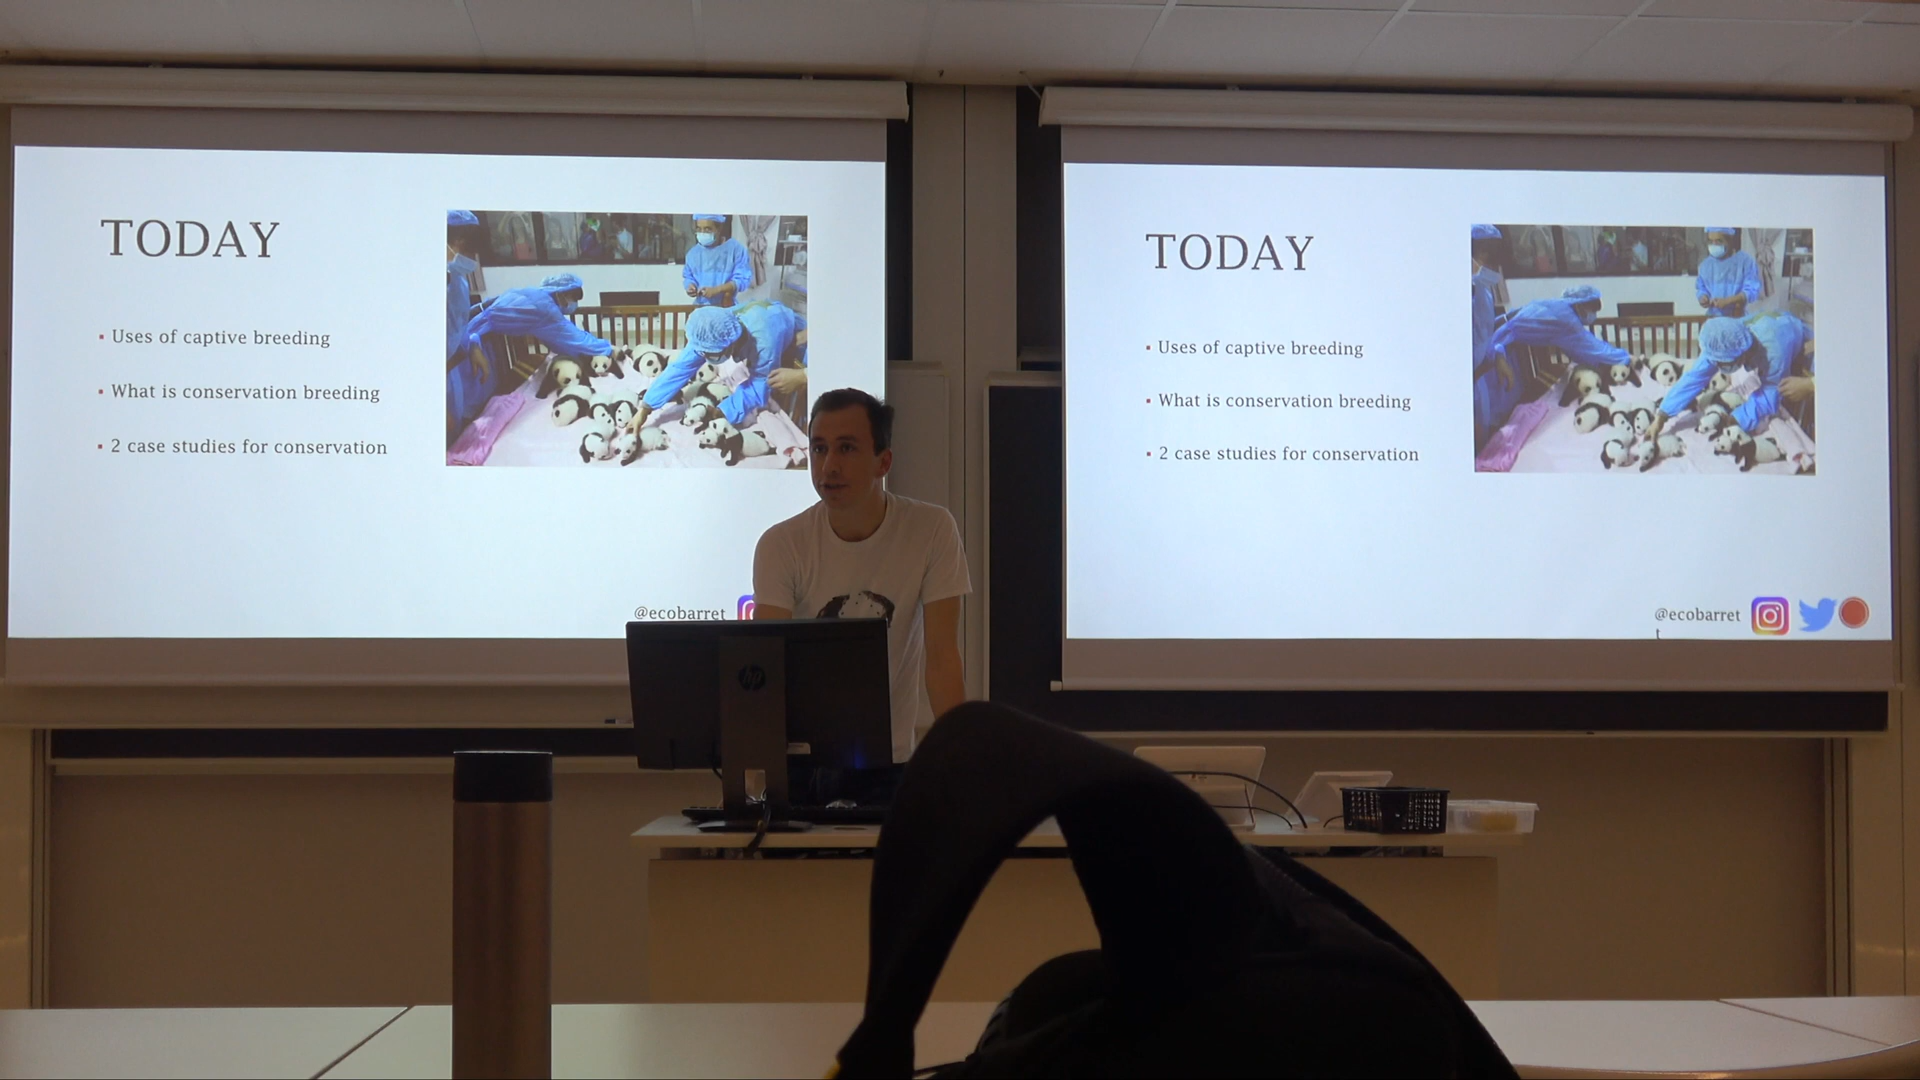 TODAY
▪ Uses of captive breeding
▪ What is conservation breeding
▪ 2 case studies for conservation
@ecobarret
TODAY
▪ Uses of captive breeding
▪ What is conservation breeding
▪ 2 case studies for conservation
@ecobarret
t
hp